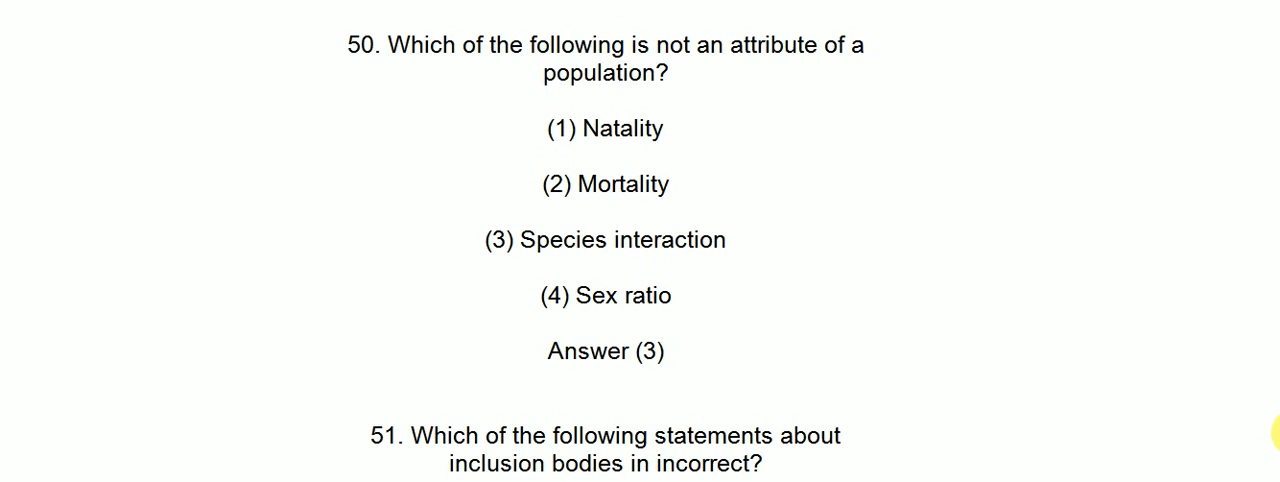 50. Which of the following is not an attribute of a
population?
(1) Natality
(2) Mortality
(3) Species interaction
(4) Sex ratio
Answer (3)
51. Which of the following statements about
inclusion bodies in incorrect?